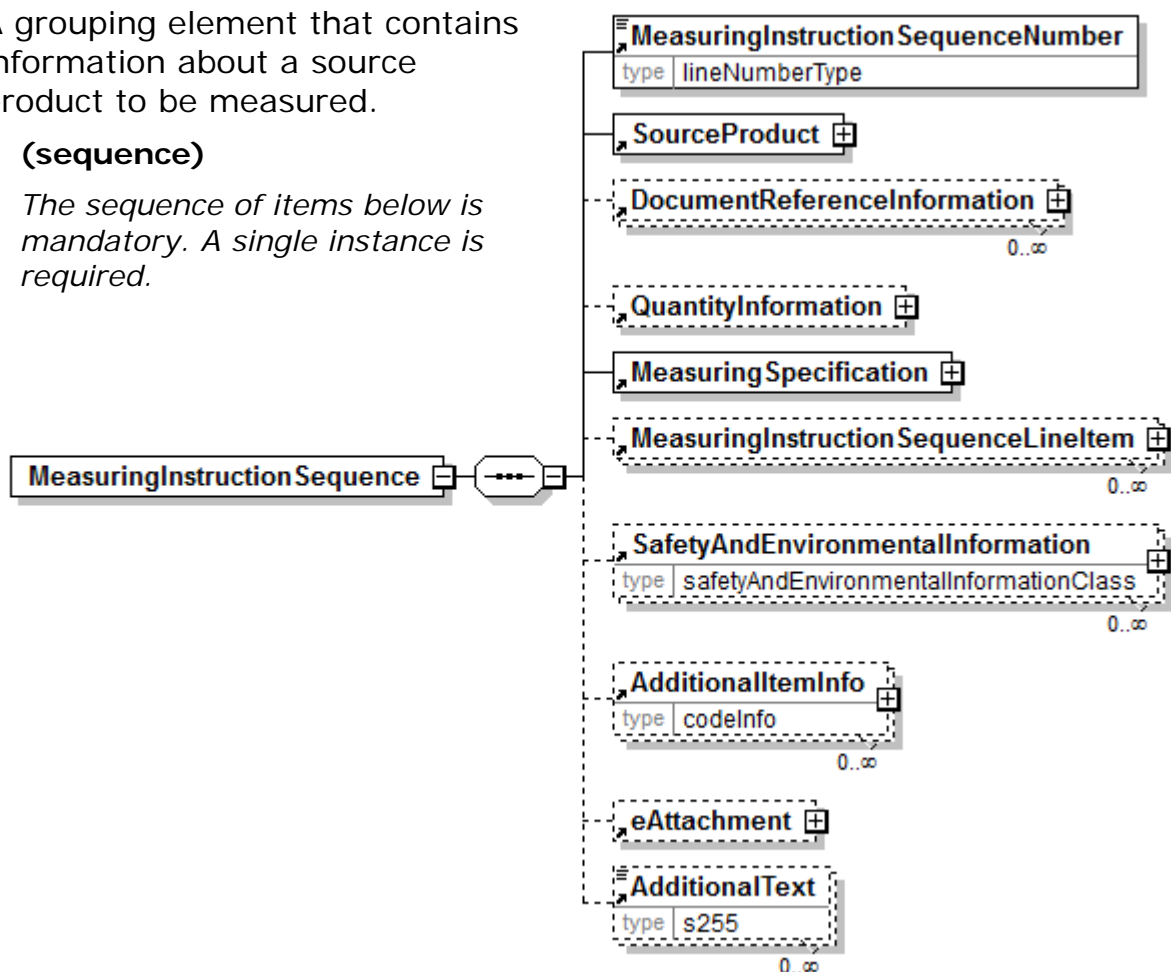 A grouping element that contains
information about a source
product to be measured.
(sequence)
The sequence of items below is
mandatory. A single instance is
required.
MeasuringInstructionSequence
MeasuringInstructionSequenceNumber
type lineNumberType
SourceProduct
DocumentReferenceInformation
0..∞
QuantityInformation
MeasuringSpecification
MeasuringInstructionSequenceLineItem
0..∞
SafetyAndEnvironmentalInformation
type safetyAndEnvironmentalInformationClass
0..∞
AdditionalItemInfo
type codeInfo
0..∞
eAttachment
AdditionalText
type s255
0..∞